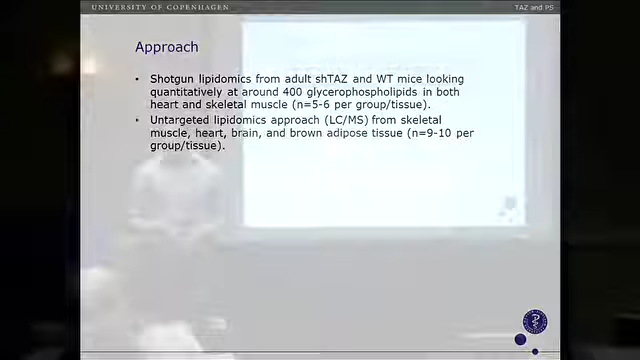 UNIVERSITY OF COPENHAGEN
TAZ and PS
Approach
• Shotgun lipidomics from adult shTAZ and WT mice looking
quantitatively at around 400 glycerophospholipids in both
heart and skeletal muscle (n=5-6 per group/tissue).
• Untargeted lipidomics approach (LC/MS) from skeletal
muscle, heart, brain, and brown adipose tissue (n=9-10 per
group/tissue).